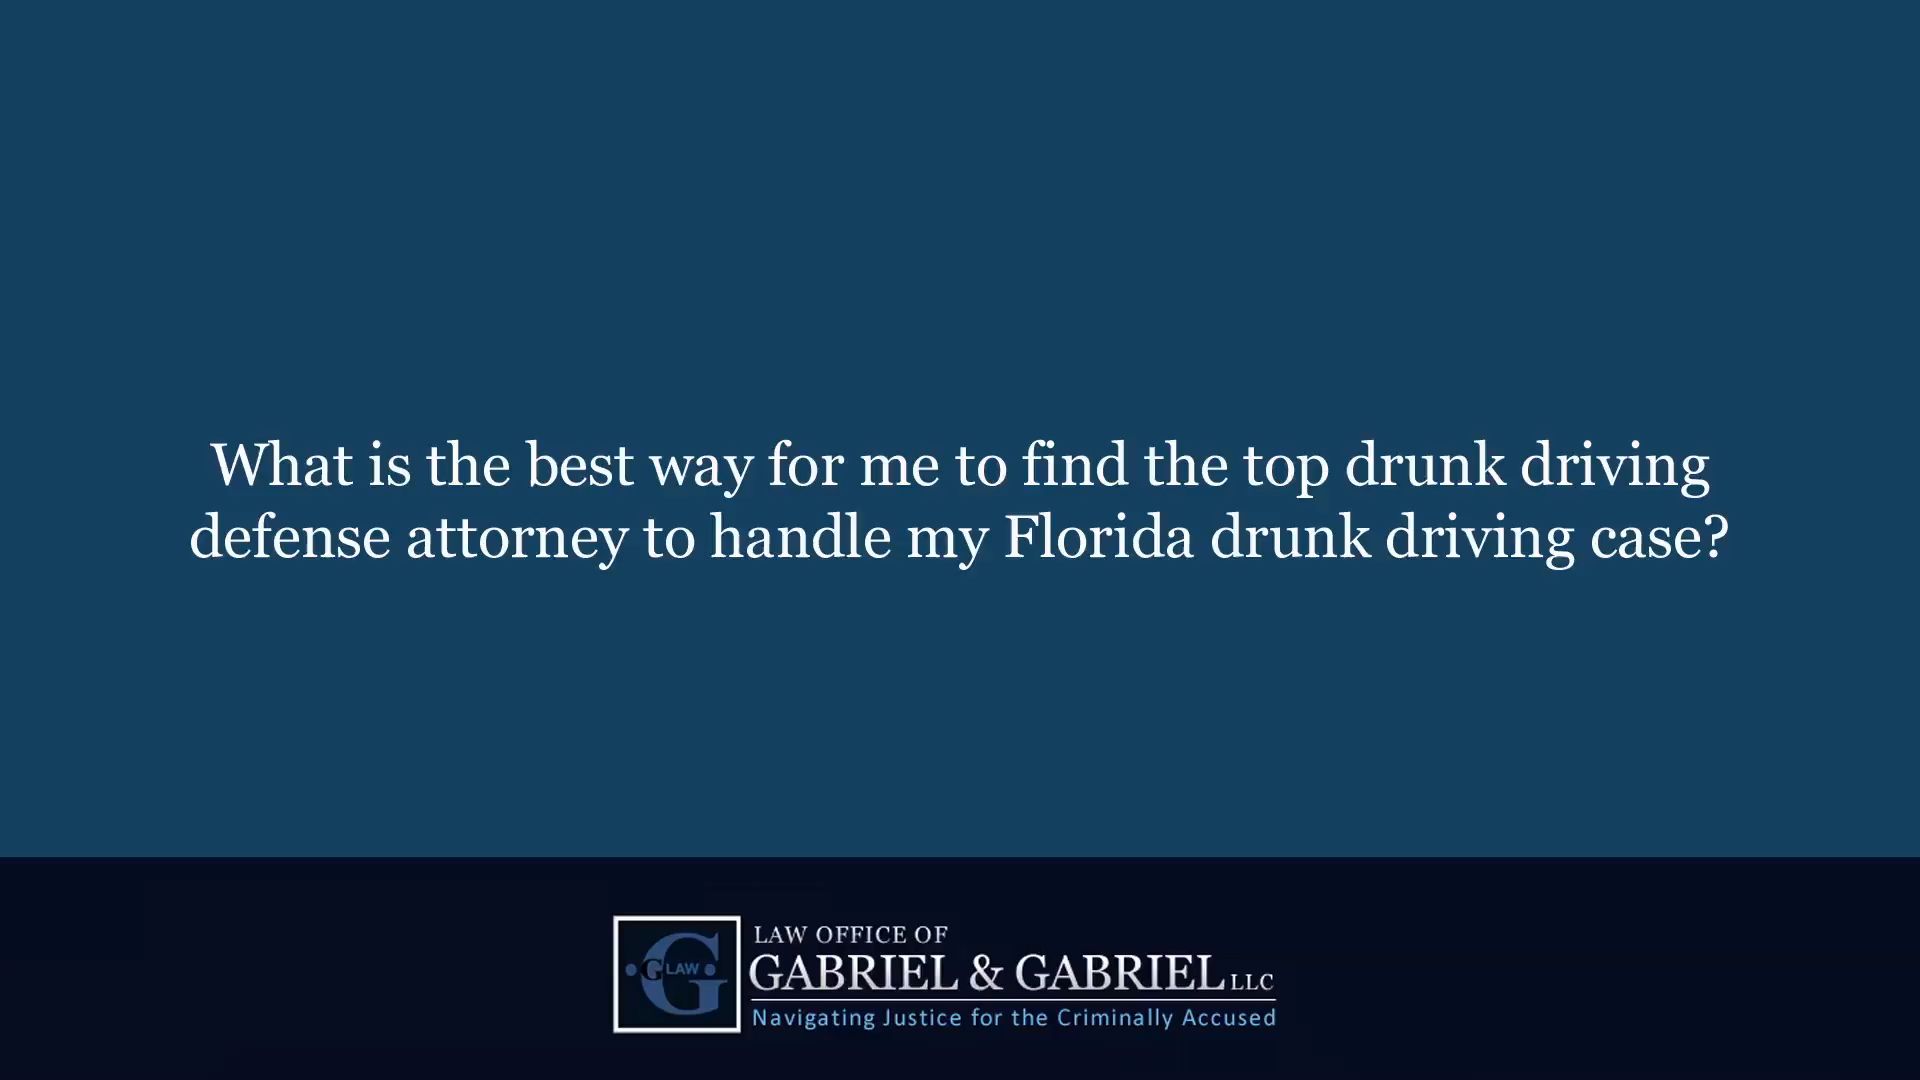 What is the best way for me to find the top drunk driving
defense attorney to handle my Florida drunk driving case?
G LAW
LAW OFFICE OF
GABRIEL & GABRIEL LLC
Navigating Justice for the Criminally Accused